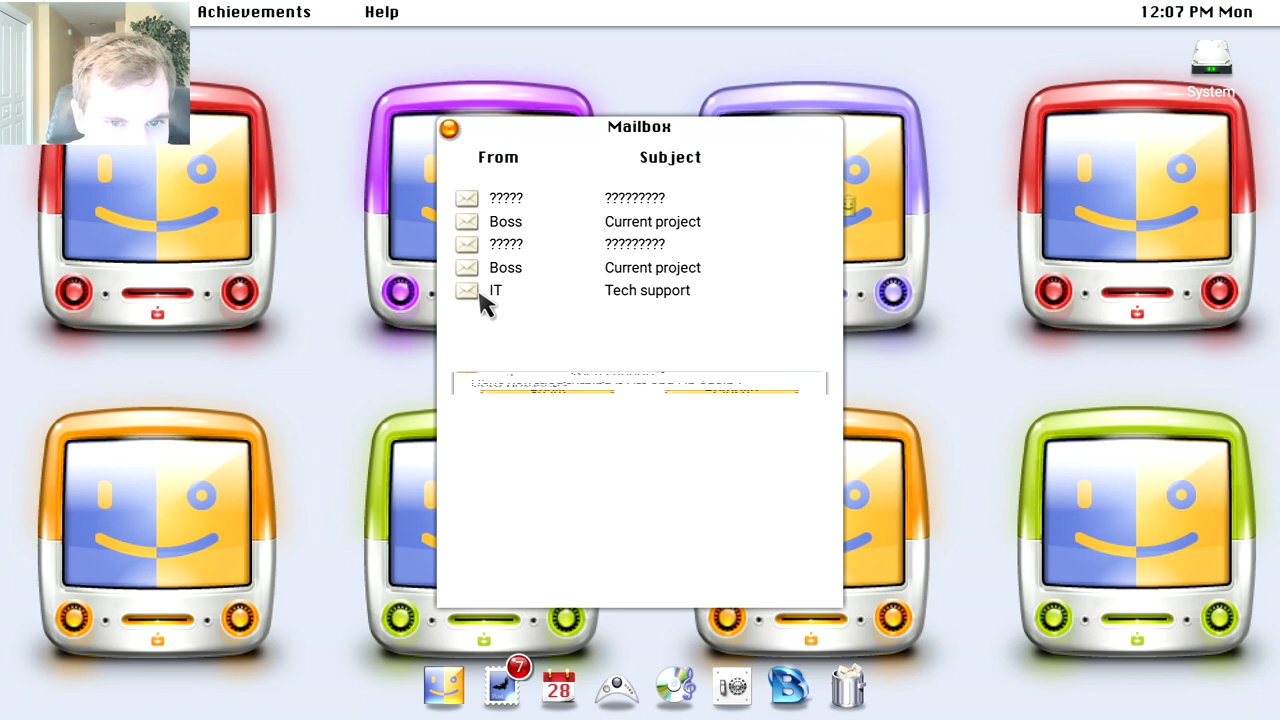 Achievements Help 12:07 PM Mon
System
Mailbox
From Subject
????? ?????????
Boss Current project
????? ?????????
Boss Current project
IT Tech support
7
28